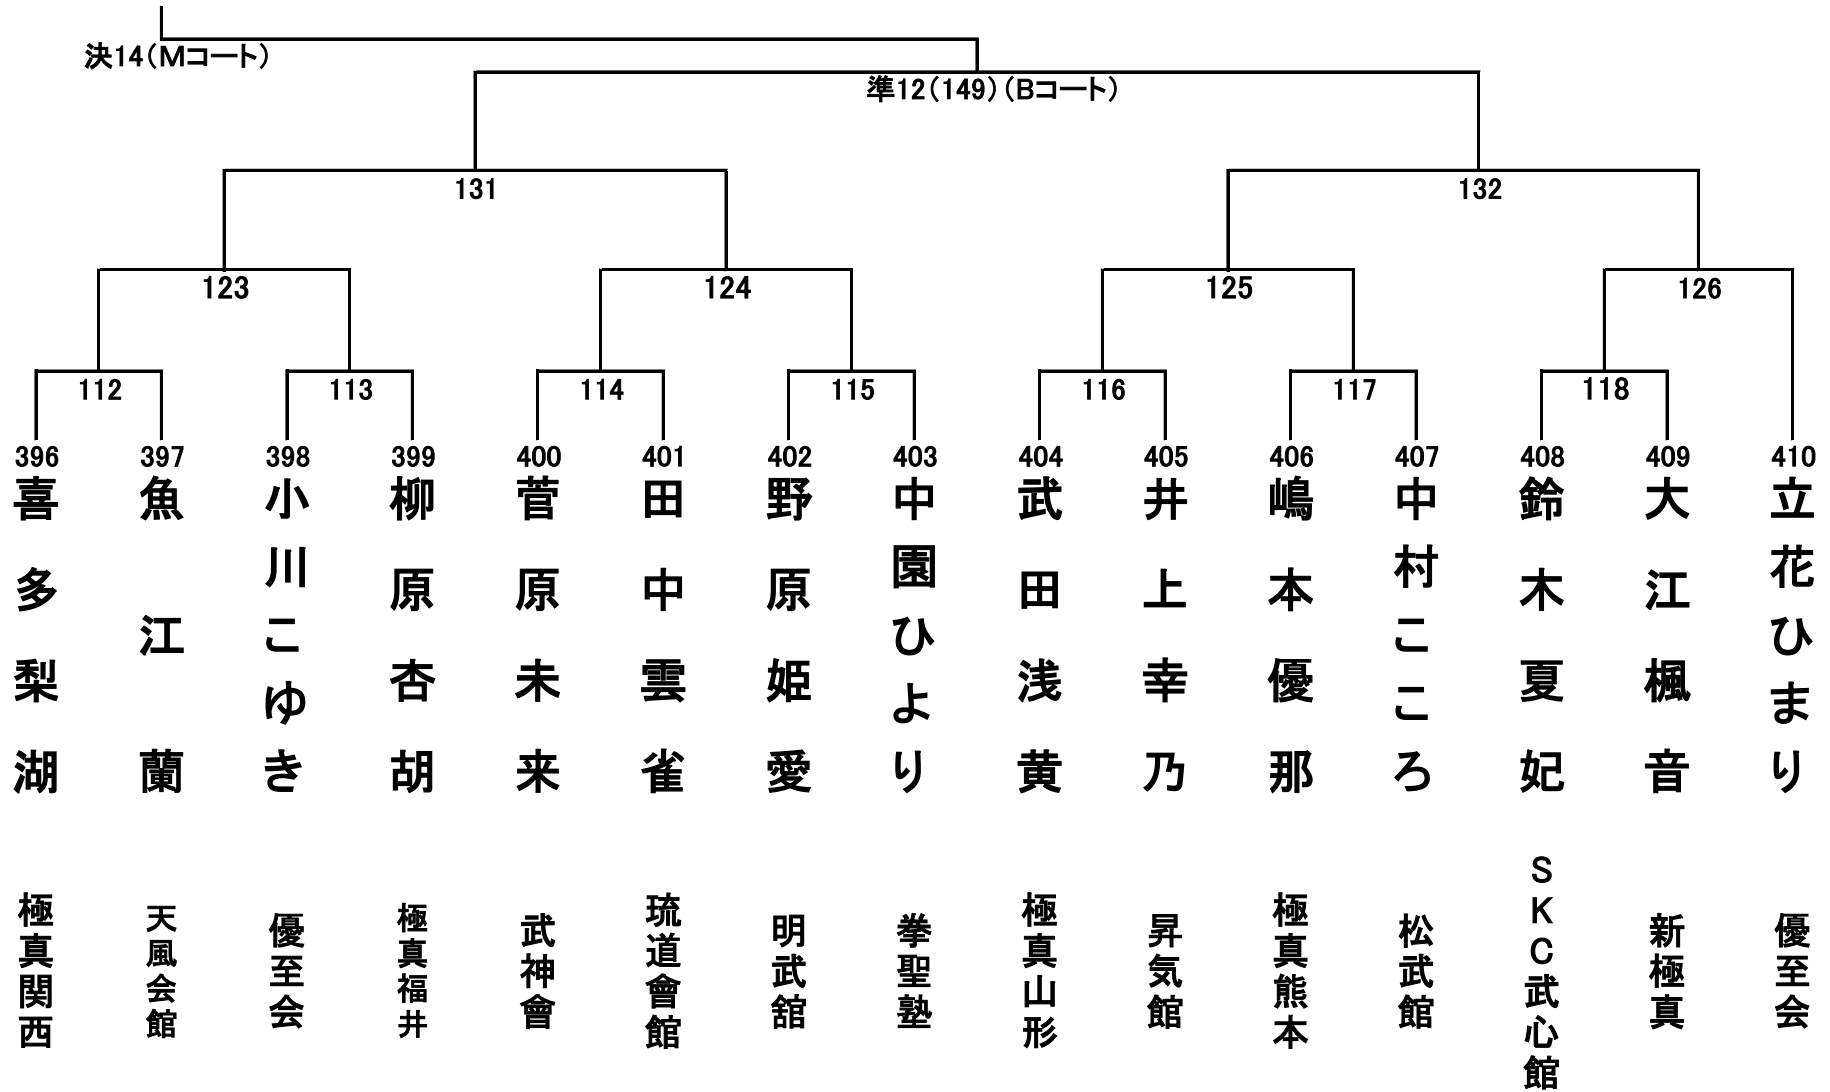 決14(Mコート)
準12(149)(Bコート)
131
132
123
124
125
126
112
113
114
115
116
117
118
396
397
398
399
400
401
402
403
404
405
406
407
408
409
410
喜多梨湖
魚江蘭
小川こゆき
柳原杏胡
菅原未来
田中雲雀
野原姫愛
中園ひより
武田浅黄
井上幸乃
嶋本優那
中村こころ
鈴木夏妃
大江楓音
立花ひまり
極真関西
天風会館
優至会
極真福井
武神會
琉道會館
明武舘
拳聖塾
極真山形
昇気館
極真熊本
松武館
SKC武心館
新極真
優至会